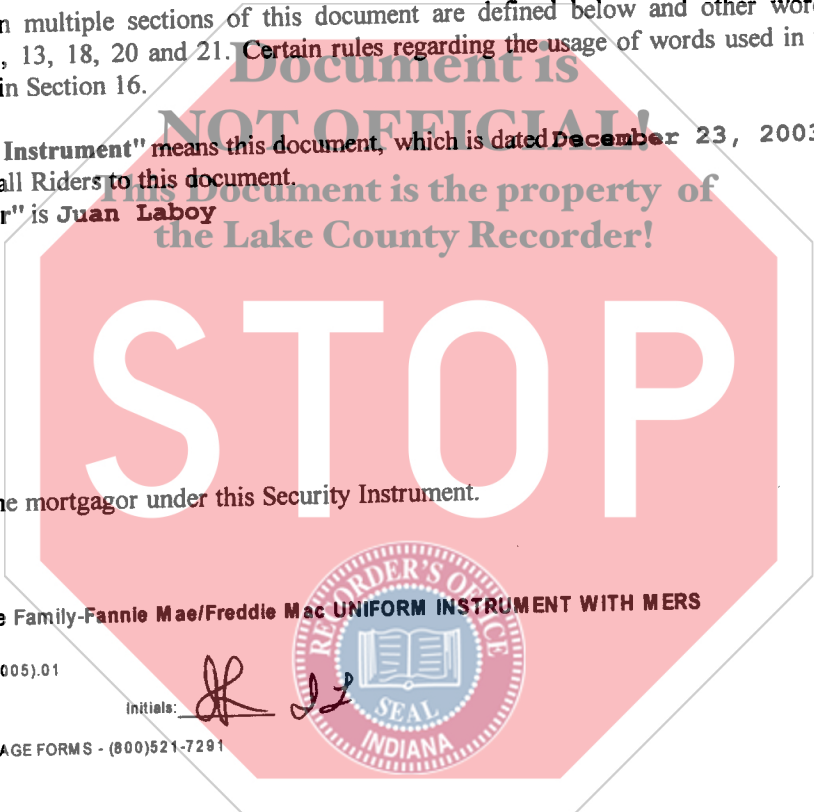 n multiple sections of this document are defined below and other wor
, 13, 18, 20 and 21. Certain rules regarding the usage of words used in
in Section 16.
Document is
NOT OFFICIAL!
Instrument" means this document, which is dated December 23, 2003
all Riders to this document.
This Document is the property of
r" is Juan Laboy
the Lake County Recorder!
STOP
ne mortgagor under this Security Instrument.
RECORDER'S OFFICE
e Family-Fannie Mae/Freddie Mac UNIFORM INSTRUMENT WITH MERS
005).01
Initials:
SEAL
INDIANA
AGE FORMS - (800)521-7291